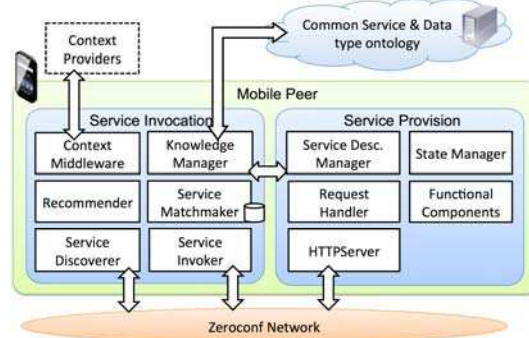 Context
Providers
Common Service & Data
type ontology
Mobile Peer
Service Invocation
Service Provision
Context
Middleware
Knowledge
Manager
Service Desc.
Manager
State Manager
Recommender
Service
Matchmaker
Request
Handler
Functional
Components
Service
Discoverer
Service
Invoker
HTTPServer
Zeroconf Network